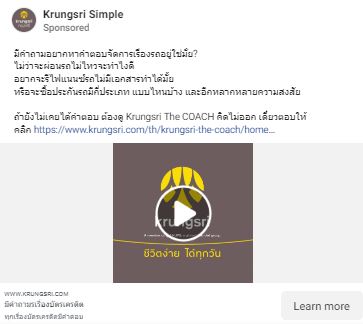 Krungsri Simple
Sponsored
มีคำถามอยากหาคำตอบจัดการเรื่องรถอยู่ใช่มั้ย?
ไม่ว่าจะผ่อนรถไม่ไหวจะทำไงดี
อยากจะรีไฟแนนซ์รถไม่มีเอกสารทำได้มั้ย
หรือจะซื้อประกันรถมีกี่ประเภท แบบไหนบ้าง และอีกหลากหลายความสงสัย
ถ้ายังไม่เคยได้คำตอบ ต้องดู Krungsri The COACH คิดไม่ออก เดี๋ยวตอบให้
คลิก https://www.krungsri.com/th/krungsri-the-coach/home...
krungsri
ชีวิตง่าย ได้ทุกวัน
WWW.KRUNGSRI.COM
มีคำถามเรื่องบัตรเครดิต
ทุกเรื่องบัตรเครดิตมีคำตอบ
Learn more